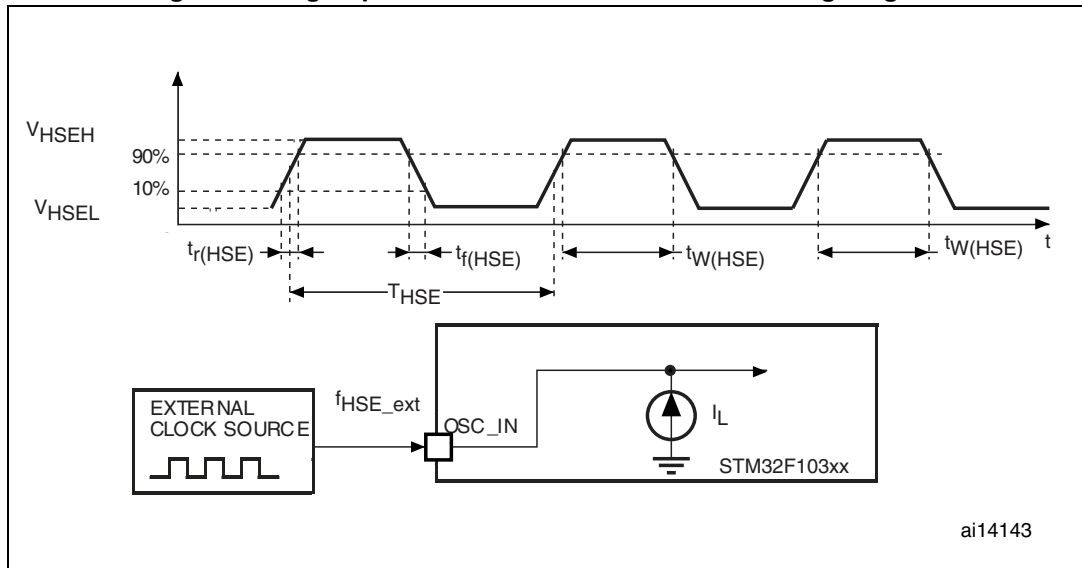 VHSEH
90%
10%
VHSEL
tr(HSE)
tf(HSE)
tW(HSE)
tW(HSE)
t
THSE
EXTERNAL
CLOCK SOURCE
fHSE_ext
OSC_IN
IL
STM32F103xx
ai14143